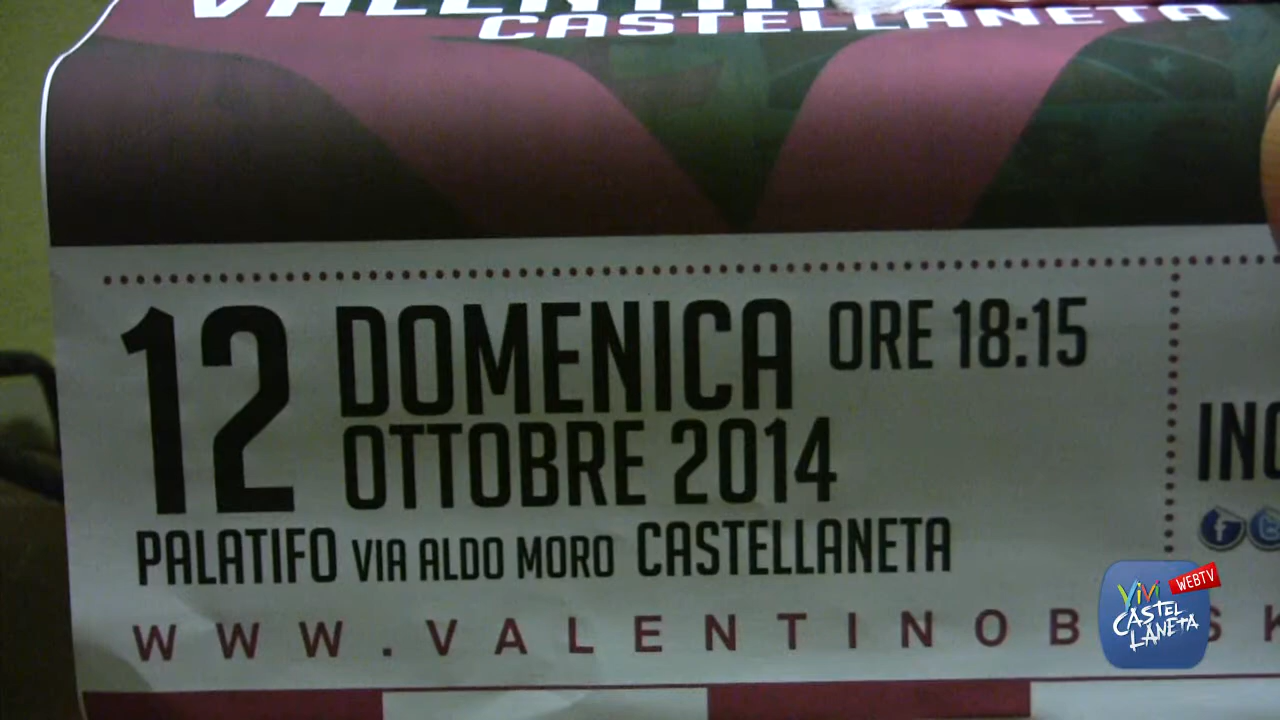 CASTELLANETA
12 DOMENICA ORE 18:15
OTTOBRE 2014
PALATIFO VIA ALDO MORO CASTELLANETA
WWW.VALENTINOB
ViVi WEBTV
CASTEL
LANETA